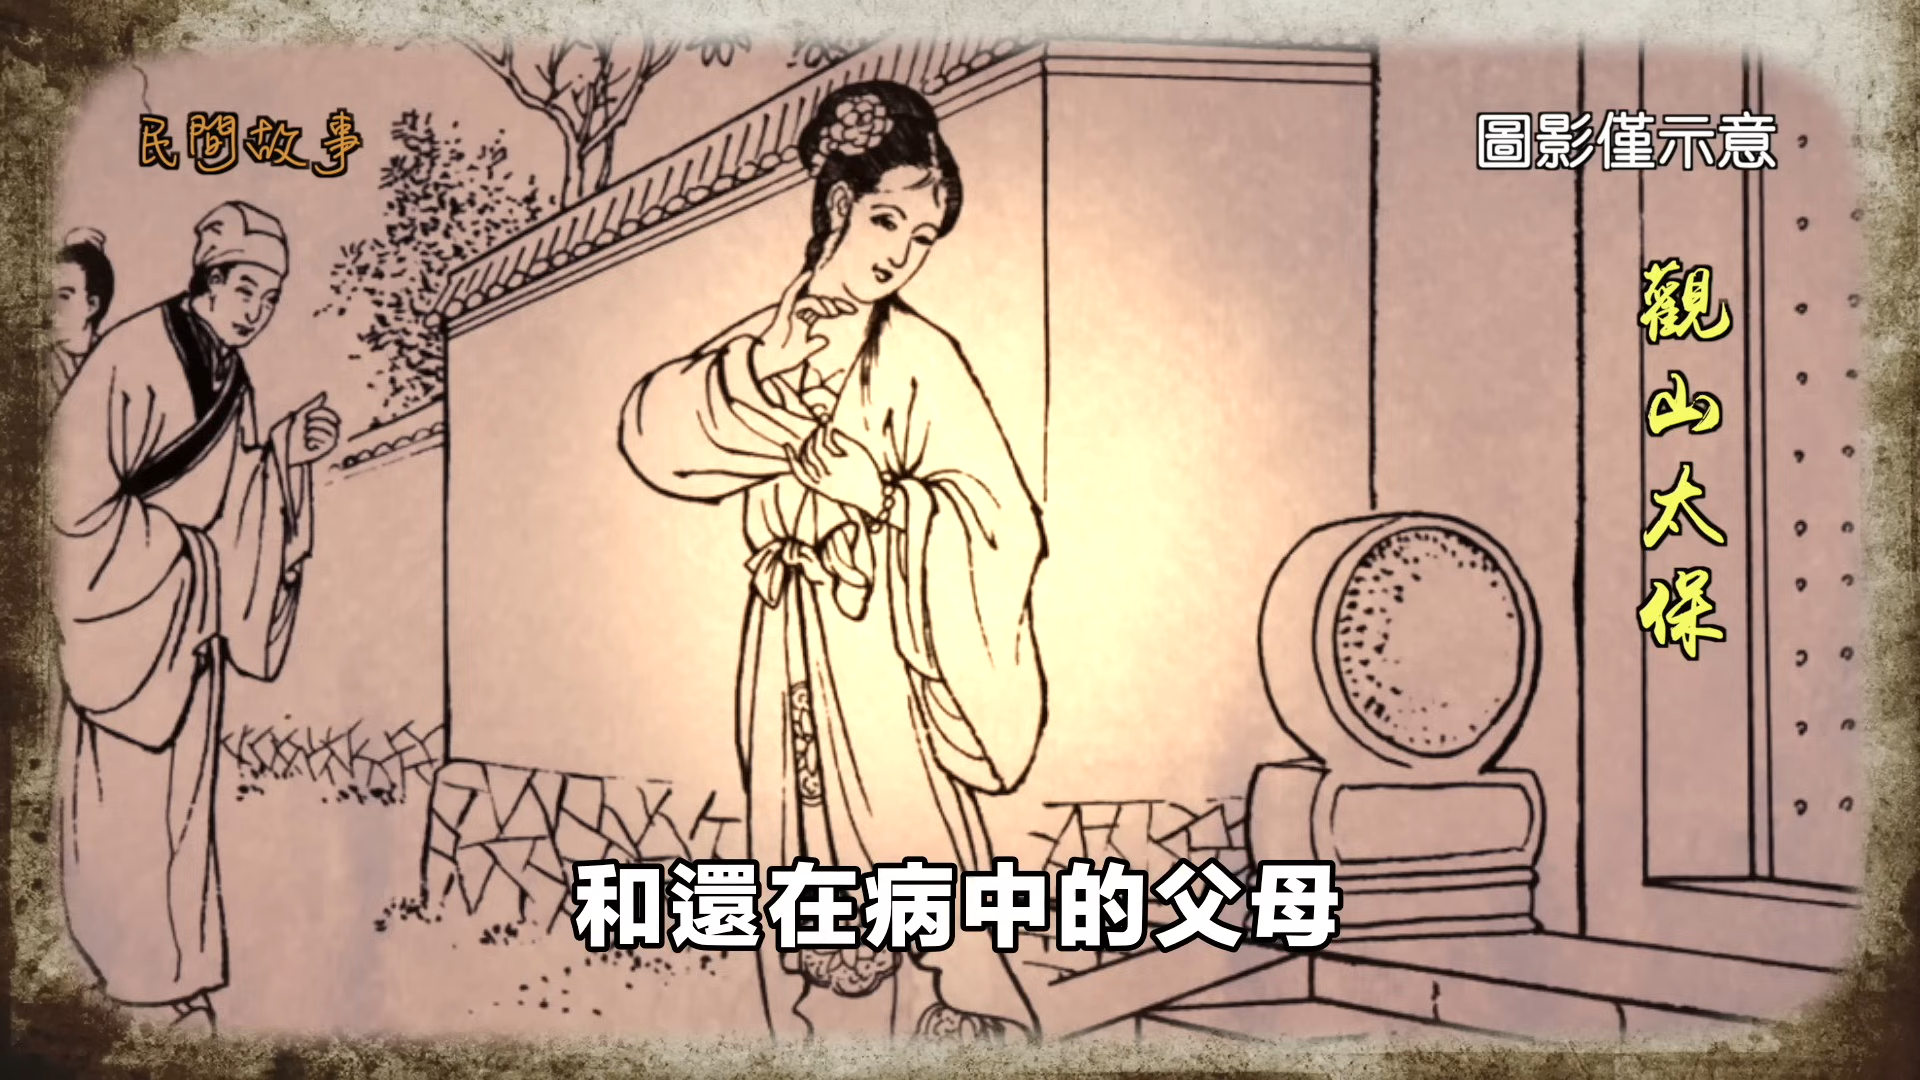 民間故事
圖影僅示意
觀山太保
和還在病中的父母